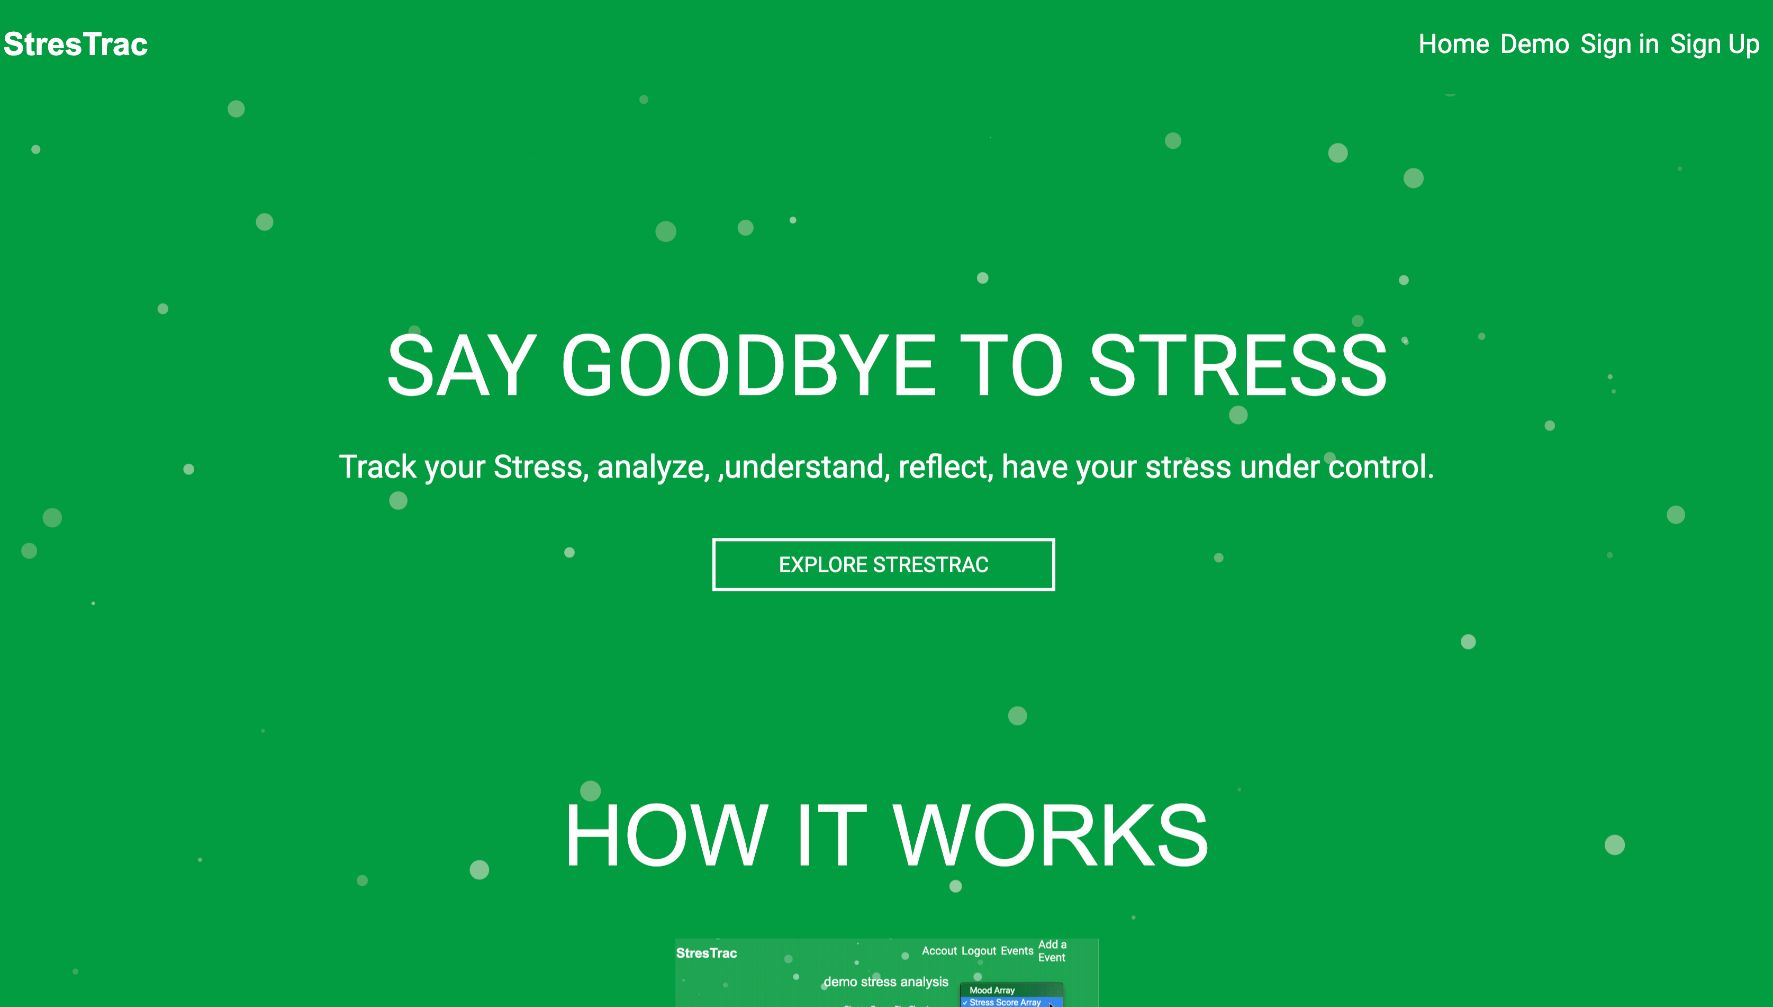 StresTrac
Home Demo Sign in Sign Up
SAY GOODBYE TO STRESS
Track your Stress, analyze, ,understand, reflect, have your stress under control.
EXPLORE STRESTRAC
HOW IT WORKS
StresTrac
Accout Logout Events Add a
Event
demo stress analysis
Mood Array
✓ Stress Score Array